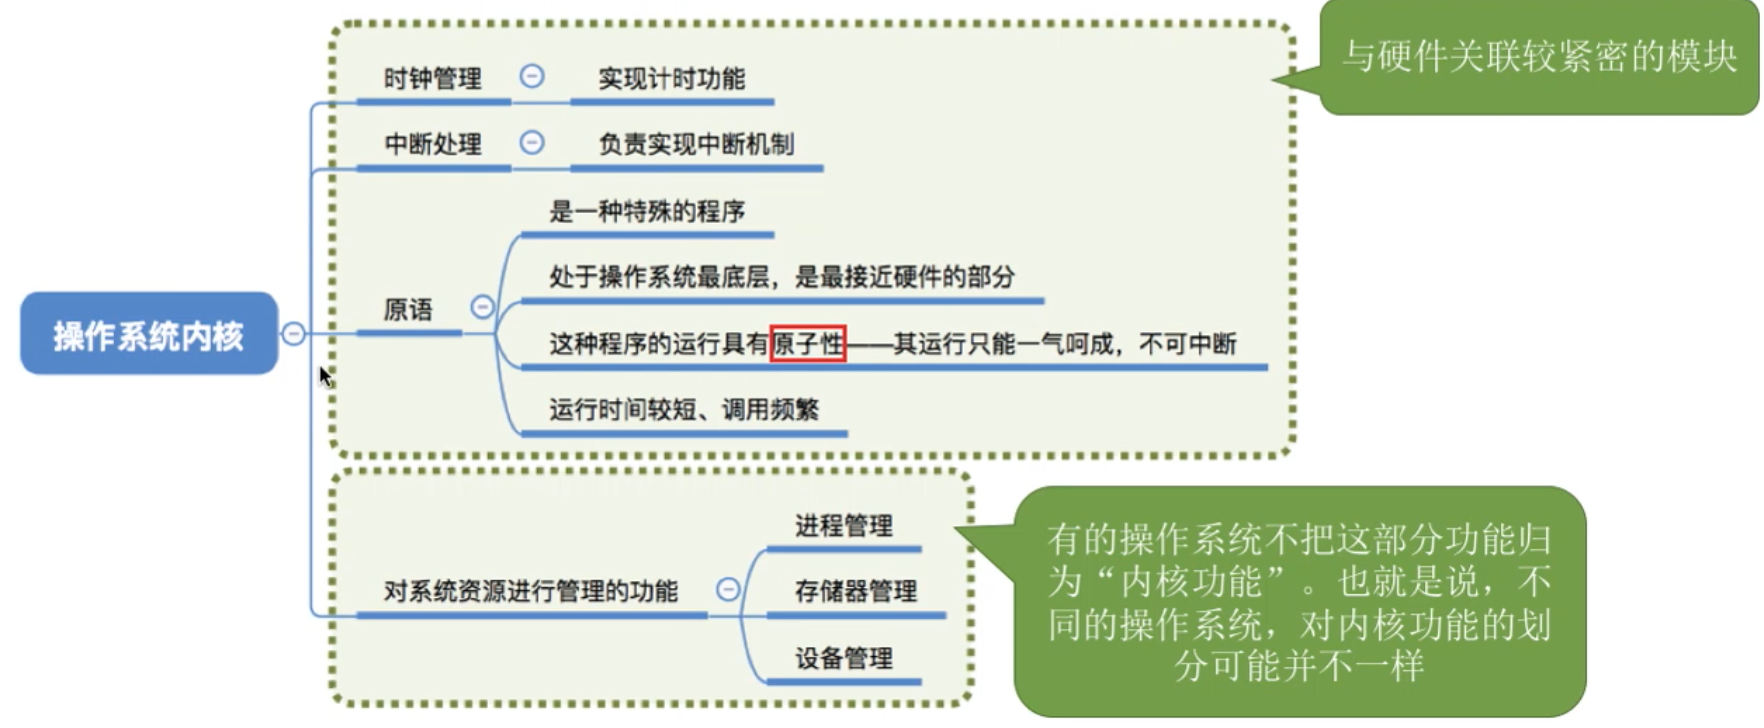 与硬件关联较紧密的模块
时钟管理
实现计时功能
中断处理
负责实现中断机制
是一种特殊的程序
处于操作系统最底层，是最接近硬件的部分
原语
这种程序的运行具有原子性——其运行只能一气呵成，不可中断
运行时间较短、调用频繁
操作系统内核
进程管理
对系统资源进行管理的功能
存储器管理
设备管理
有的操作系统不把这部分功能归
为“内核功能”。也就是说，不
同的操作系统，对内核功能的划
分可能并不一样